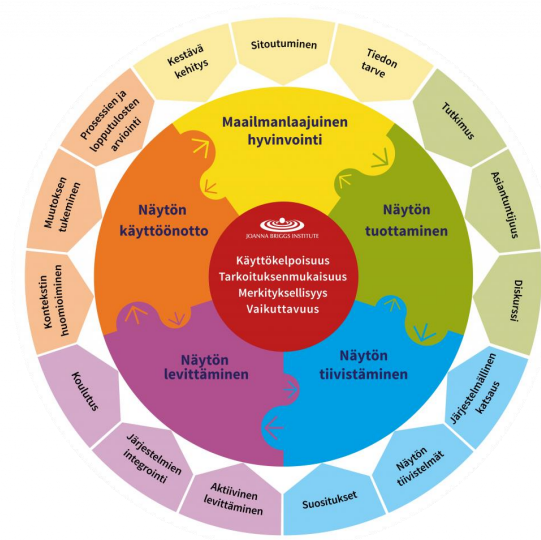 Sitoutuminen
Tiedon
tarve
Tutkimus
Asiantuntijuus
Diskurssi
Järjestelmällinen
katsaus
Näytön
tiivistelmät
Suositukset
Aktiivinen
levittäminen
Järjestelmien
integrointi
Koulutus
Kontekstin
huomioiminen
Muutoksen
tukeminen
Prosessien ja
lopputulosten
arviointi
Kestävä
kehitys
Maailmanlaajuinen
hyvinvointi
Näytön
tuottaminen
Näytön
tiivistäminen
Näytön
levittäminen
Näytön
käyttöönotto
JOANNA BRIGGS INSTITUTE
Käyttökelpoisuus
Tarkoituksenmukaisuus
Merkityksellisyys
Vaikuttavuus